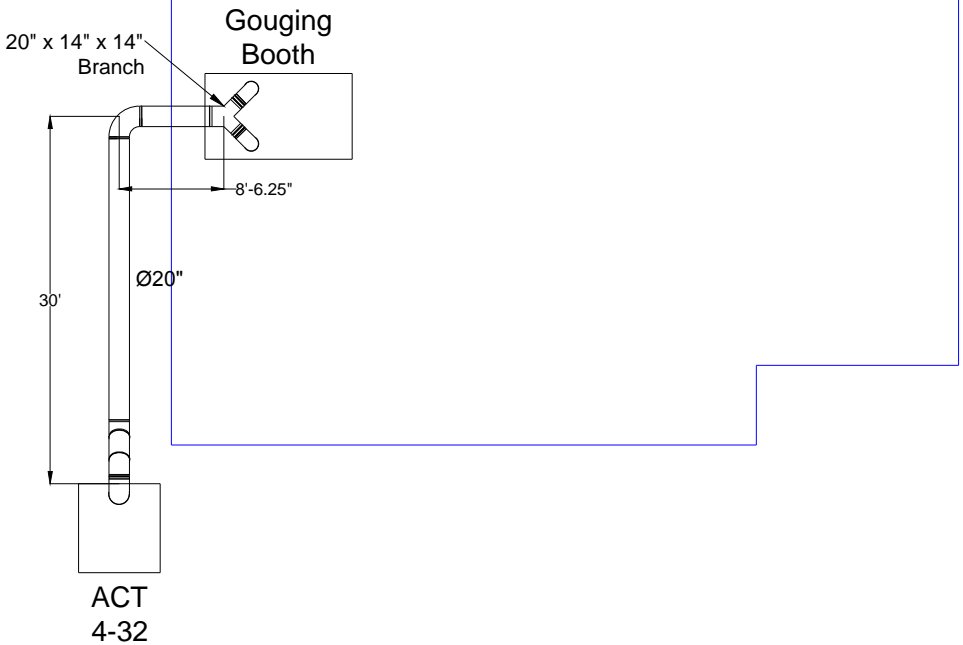 Gouging
Booth
20" x 14" x 14"
Branch
8'-6.25"
Ø20"
30'
ACT
4-32